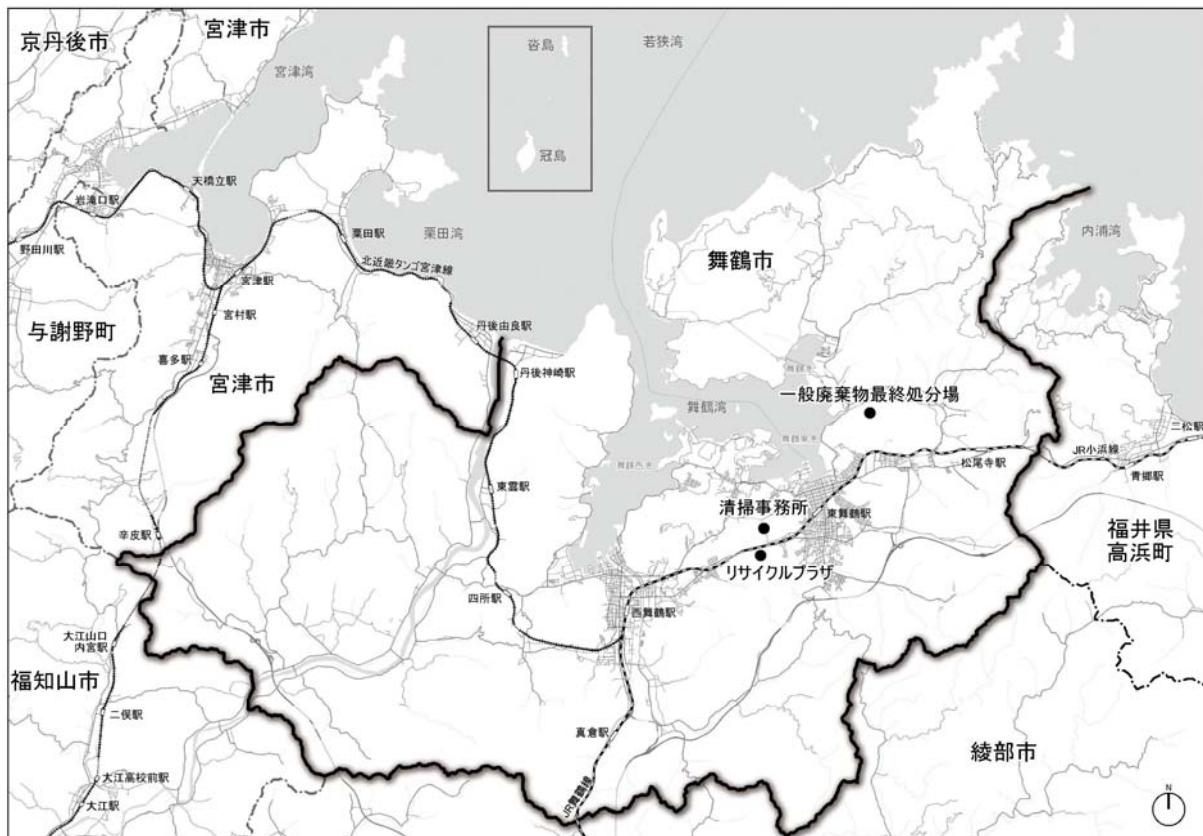 京丹後市
宮津市
宮津湾
沓島
若狭湾
冠島
天橋立駅
岩滝口駅
野田川駅
栗田駅
栗田湾
北近畿タンゴ宮津線
宮津駅
宮村駅
与謝野町
喜多駅
宮津市
丹後由良駅
丹後神崎駅
舞鶴市
内浦湾
舞鶴湾
一般廃棄物最終処分場
松尾寺駅
JR小浜線
三松駅
青郷駅
東雲駅
清掃事務所
東舞鶴駅
リサイクルプラザ
福井県
高浜町
辛皮駅
四所駅
西舞鶴駅
大江山口
内宮駅
福知山市
二俣駅
真倉駅
綾部市
大江高校前駅
大江駅
JR舞鶴線
N